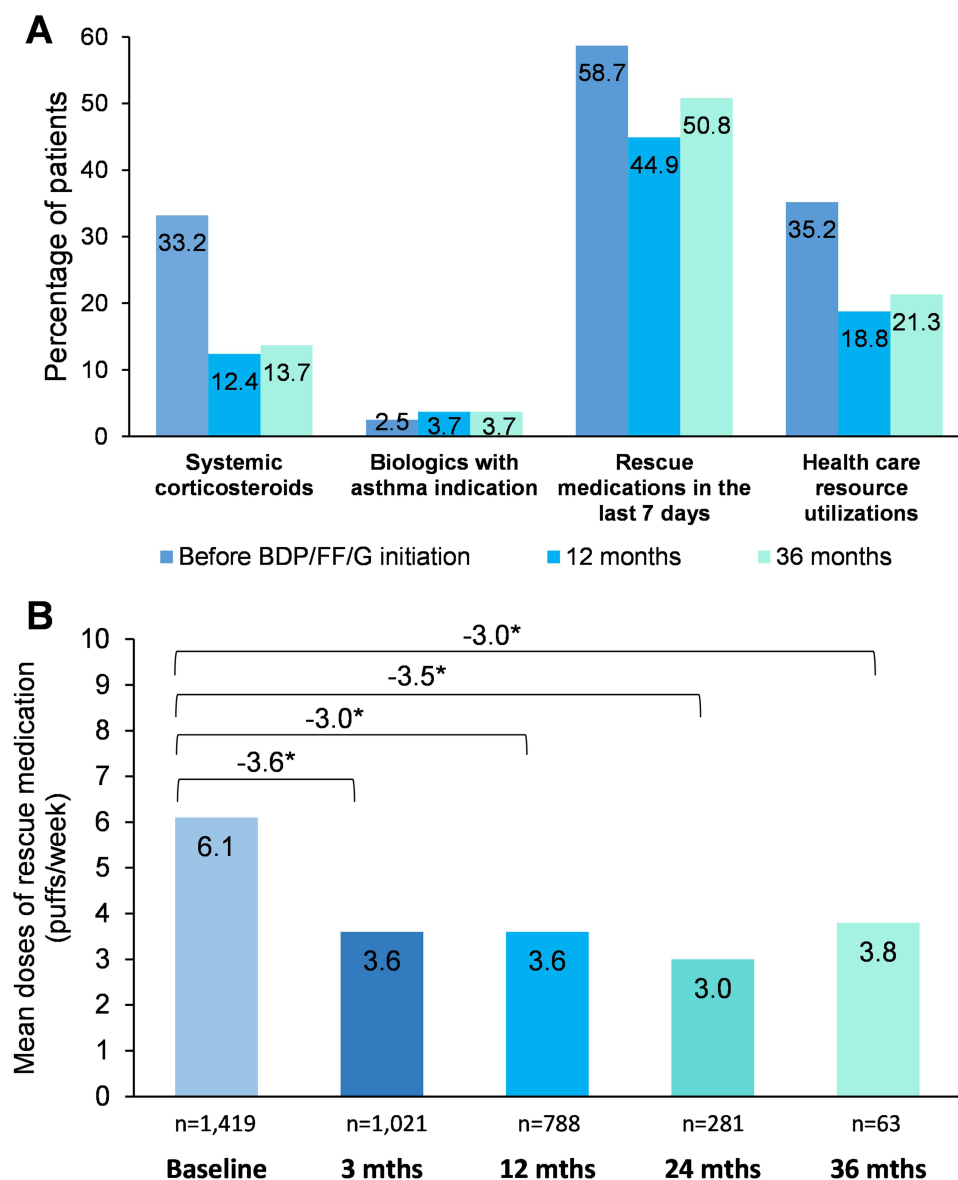 A
Percentage of patients
60
50
40
30
20
10
0
33.2
12.4
13.7
2.5
3.7
3.7
58.7
44.9
50.8
35.2
18.8
21.3
Systemic
corticosteroids
Biologics with
asthma indication
Rescue
medications in the
last 7 days
Health care
resource
utilizations
Before BDP/FF/G initiation
12 months
36 months
B
Mean doses of rescue medication
(puffs/week)
10
9
8
7
6
5
4
3
2
1
0
-3.0*
-3.5*
-3.0*
-3.6*
6.1
3.6
3.6
3.0
3.8
n=1,419
n=1,021
n=788
n=281
n=63
Baseline
3 mths
12 mths
24 mths
36 mths